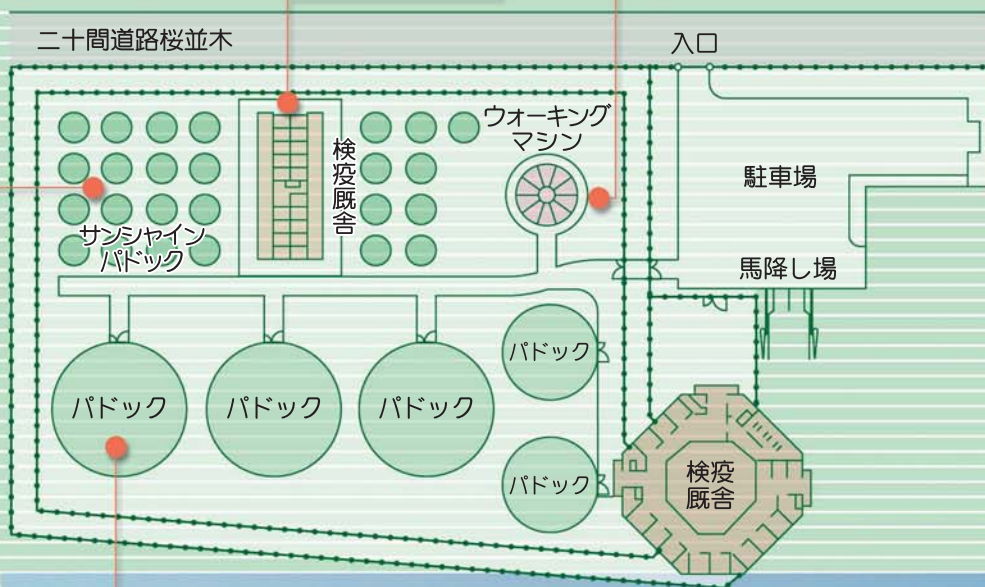 二十間道路桜並木
入口
ウォーキング
マシン
検疫厩舎
駐車場
サンシャイン
パドック
馬降し場
パドック
パドック
パドック
パドック
パドック
検疫
厩舎